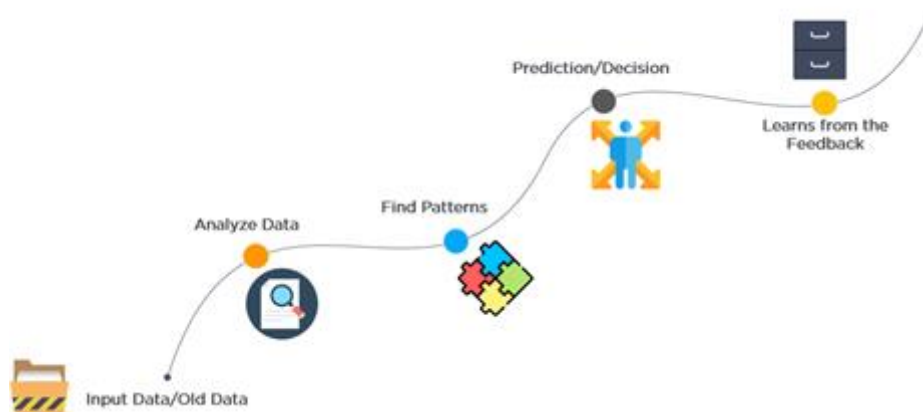 Input Data/Old Data
Analyze Data
Find Patterns
Prediction/Decision
Learns from the
Feedback